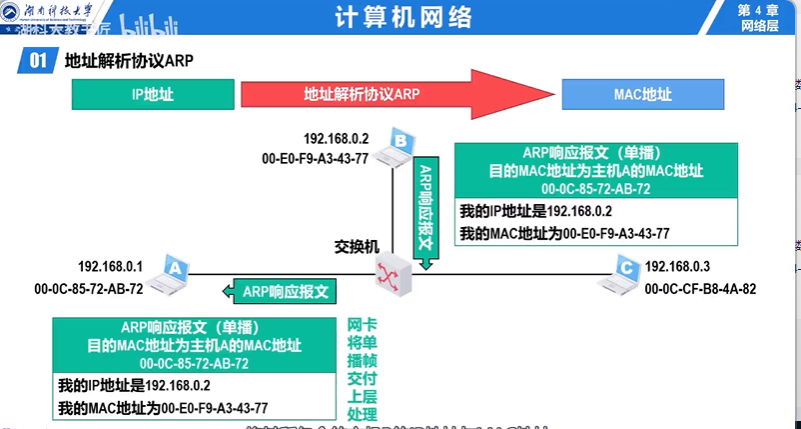 湖南科技大学
计算机网络
第 4 章
网络层
湖科大教书匠 bilibili
01 地址解析协议ARP
IP地址
地址解析协议ARP
MAC地址
192.168.0.2
00-E0-F9-A3-43-77
B
ARP响应报文
ARP响应报文（单播）
目的MAC地址为主机A的MAC地址
00-0C-85-72-AB-72
我的IP地址是192.168.0.2
我的MAC地址为00-E0-F9-A3-43-77
交换机
192.168.0.1
00-0C-85-72-AB-72
A
ARP响应报文
C
192.168.0.3
00-0C-CF-B8-4A-82
ARP响应报文（单播）
目的MAC地址为主机A的MAC地址
00-0C-85-72-AB-72
我的IP地址是192.168.0.2
我的MAC地址为00-E0-F9-A3-43-77
网卡
将单
播帧
交付
上层
处理